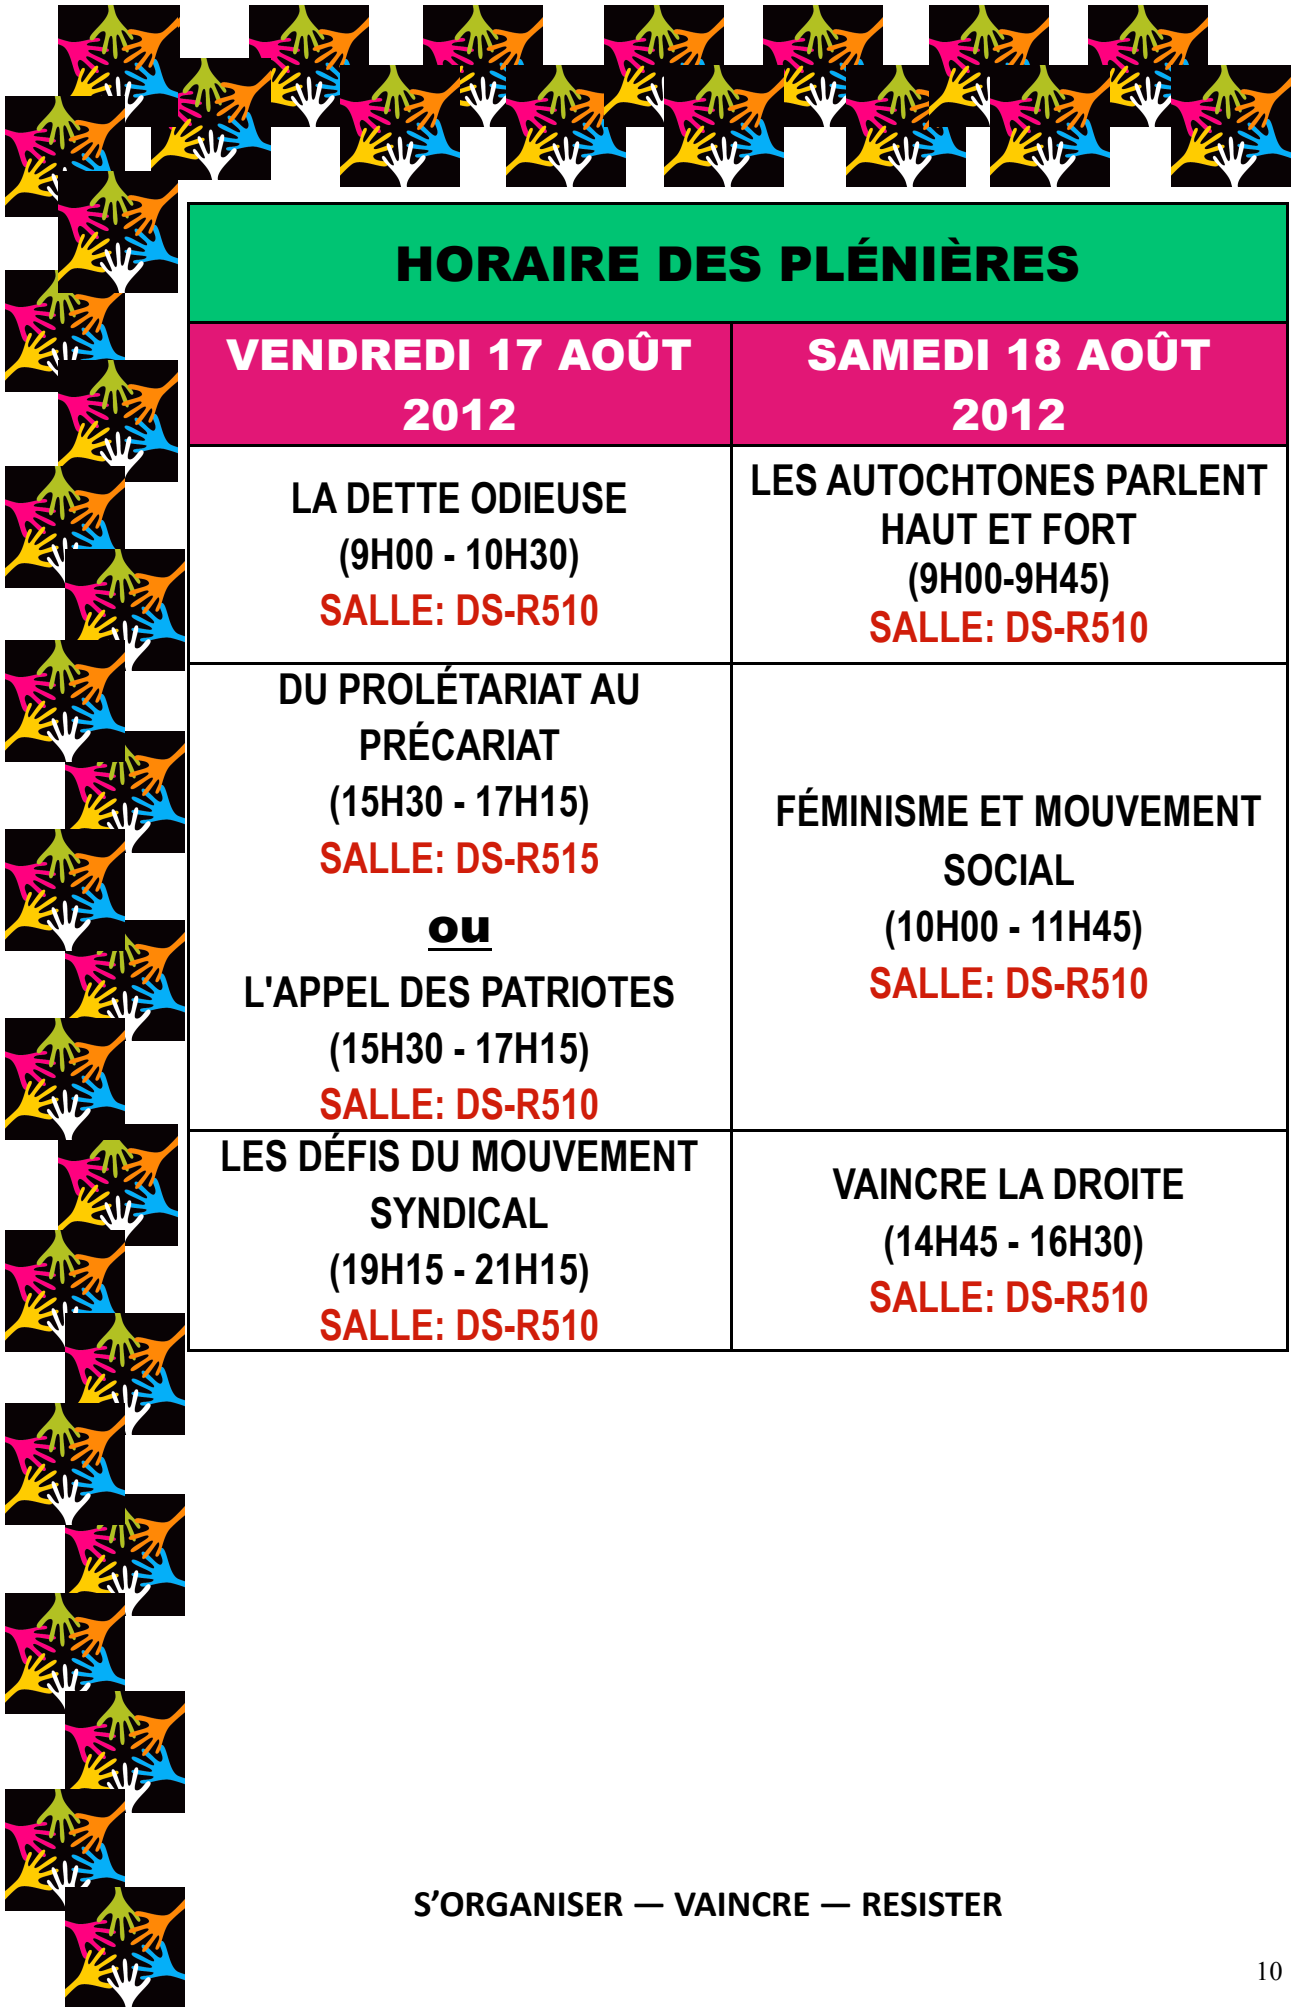 HORAIRE DES PLÉNIÈRES
VENDREDI 17 AOÛT
2012
SAMEDI 18 AOÛT
2012
LA DETTE ODIEUSE
(9H00 - 10H30)
SALLE: DS-R510
LES AUTOCHTONES PARLENT
HAUT ET FORT
(9H00-9H45)
SALLE: DS-R510
DU PROLÉTARIAT AU
PRÉCARIAT
(15H30 - 17H15)
SALLE: DS-R515
ou
L'APPEL DES PATRIOTES
(15H30 - 17H15)
SALLE: DS-R510
FÉMINISME ET MOUVEMENT
SOCIAL
(10H00 - 11H45)
SALLE: DS-R510
LES DÉFIS DU MOUVEMENT
SYNDICAL
(19H15 - 21H15)
SALLE: DS-R510
VAINCRE LA DROITE
(14H45 - 16H30)
SALLE: DS-R510
S’ORGANISER — VAINCRE — RESISTER
10